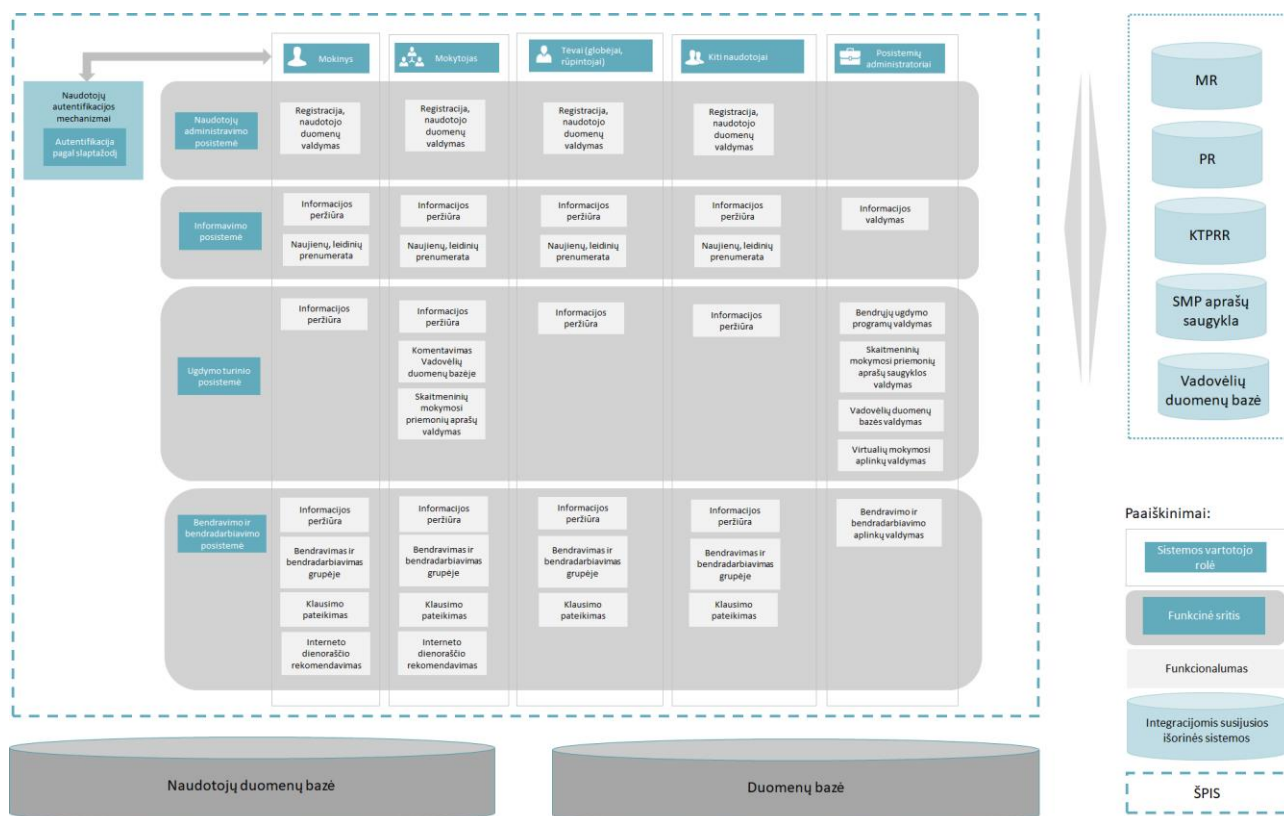 Mokinys
Mokytojas
Tėvai (globėjai,
rūpintojai)
Kiti naudotojai
Posistemių
administratoriai
Naudotojų
autentifikacijos
mechanizmai
Autentifikacija
pagal slaptažodį
Naudotojų
administravimo
posistemė
Registracija,
naudotojo
duomenų
valdymas
Registracija,
naudotojo
duomenų
valdymas
Registracija,
naudotojo
duomenų
valdymas
Registracija,
naudotojo
duomenų
valdymas
Informavimo
posistemė
Informacijos
peržiūra
Naujienų, leidinių
prenumerata
Informacijos
peržiūra
Naujienų, leidinių
prenumerata
Informacijos
peržiūra
Naujienų, leidinių
prenumerata
Informacijos
peržiūra
Naujienų, leidinių
prenumerata
Informacijos
valdymas
Ugdymo turinio
posistemė
Informacijos
peržiūra
Informacijos
peržiūra
Komentavimas
Vadovėlių
duomenų bazėje
Skaitmeninių
mokymosi
priemonių aprašų
valdymas
Informacijos
peržiūra
Informacijos
peržiūra
Bendrųjų ugdymo
programų valdymas
Skaitmeninių
mokymosi priemonių
aprašų saugyklos
valdymas
Vadovėlių duomenų
bazės valdymas
Virtualių mokymosi
aplinkų valdymas
Bendravimo ir
bendradarbiavimo
posistemė
Informacijos
peržiūra
Bendravimas ir
bendradarbiavimas
grupėje
Klausimo
pateikimas
Interneto
dienoraščio
rekomendavimas
Informacijos
peržiūra
Bendravimas ir
bendradarbiavimas
grupėje
Klausimo
pateikimas
Interneto
dienoraščio
rekomendavimas
Informacijos
peržiūra
Bendravimas ir
bendradarbiavimas
grupėje
Klausimo
pateikimas
Informacijos
peržiūra
Bendravimas ir
bendradarbiavimas
grupėje
Klausimo
pateikimas
Bendravimo ir
bendradarbiavimo
aplinkų valdymas
Naudotojų duomenų bazė
Duomenų bazė
MR
PR
KTPRR
SMP aprašų
saugykla
Vadovėlių
duomenų bazė
Paaiškinimai:
Sistemos vartotojo
rolė
Funkcinė sritis
Funkcionalumas
Integracijomis susijusios
išorinės sistemos
ŠPIS